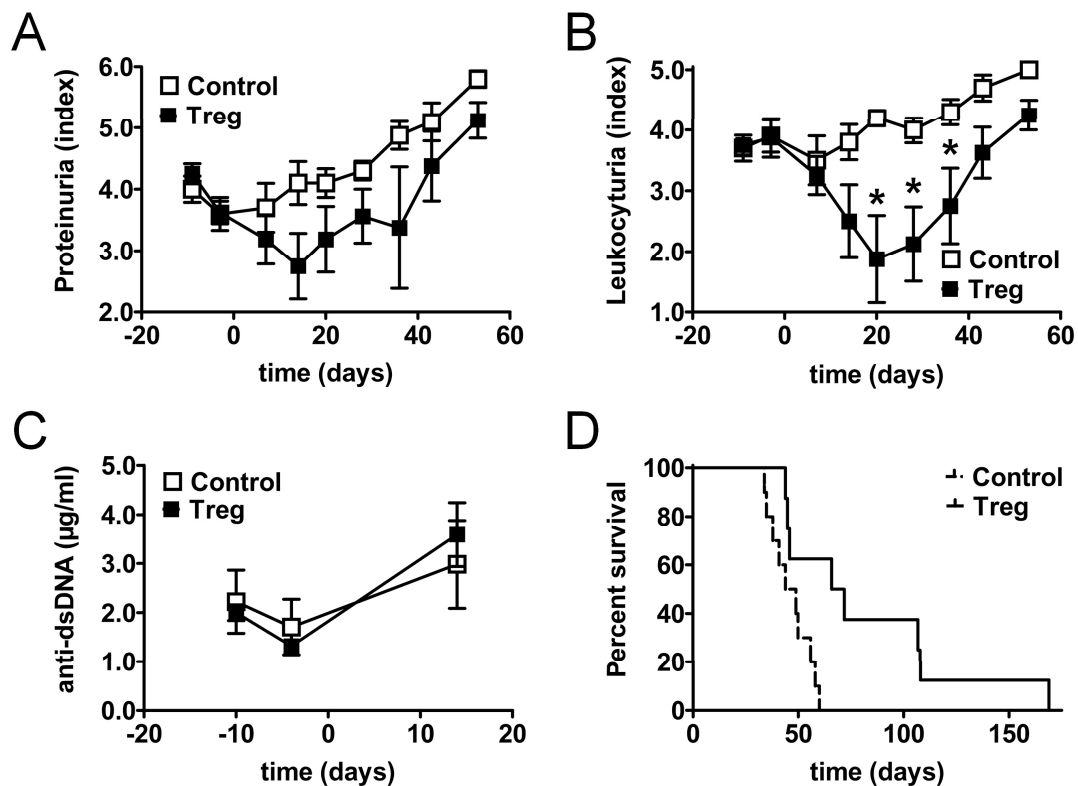 A
Proteinuria (index)
6.0
5.0
4.0
3.0
2.0
-20 0 20 40 60
time (days)
Control
Treg
B
Leukocyturia (index)
5.0
4.0
3.0
2.0
1.0
-20 0 20 40 60
time (days)
* * *
Control
Treg
C
anti-dsDNA (µg/ml)
5.0
4.0
3.0
2.0
1.0
0.0
-20 -10 0 10 20
time (days)
Control
Treg
D
Percent survival
100
80
60
40
20
0
0 50 100 150
time (days)
Control
Treg